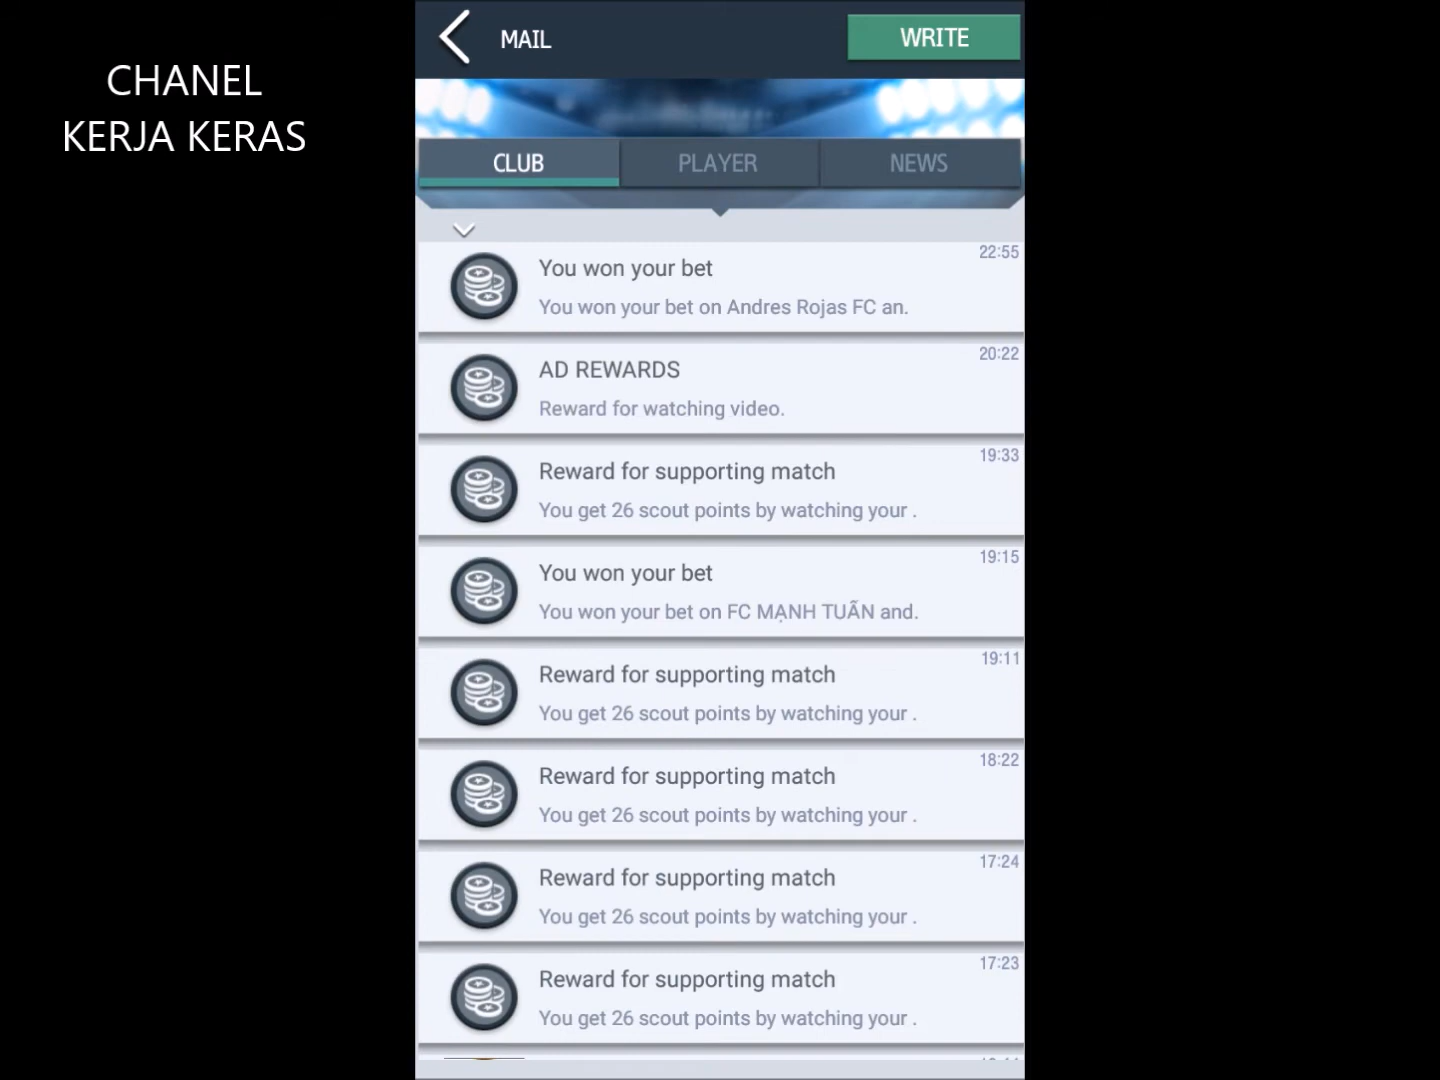 CHANEL
KERJA KERAS
MAIL
WRITE
CLUB
PLAYER
NEWS
22:55
You won your bet
You won your bet on Andres Rojas FC an.
20:22
AD REWARDS
Reward for watching video.
19:33
Reward for supporting match
You get 26 scout points by watching your .
19:15
You won your bet
You won your bet on FC MẠNH TUẤN and.
19:11
Reward for supporting match
You get 26 scout points by watching your .
18:22
Reward for supporting match
You get 26 scout points by watching your .
17:24
Reward for supporting match
You get 26 scout points by watching your .
17:23
Reward for supporting match
You get 26 scout points by watching your .